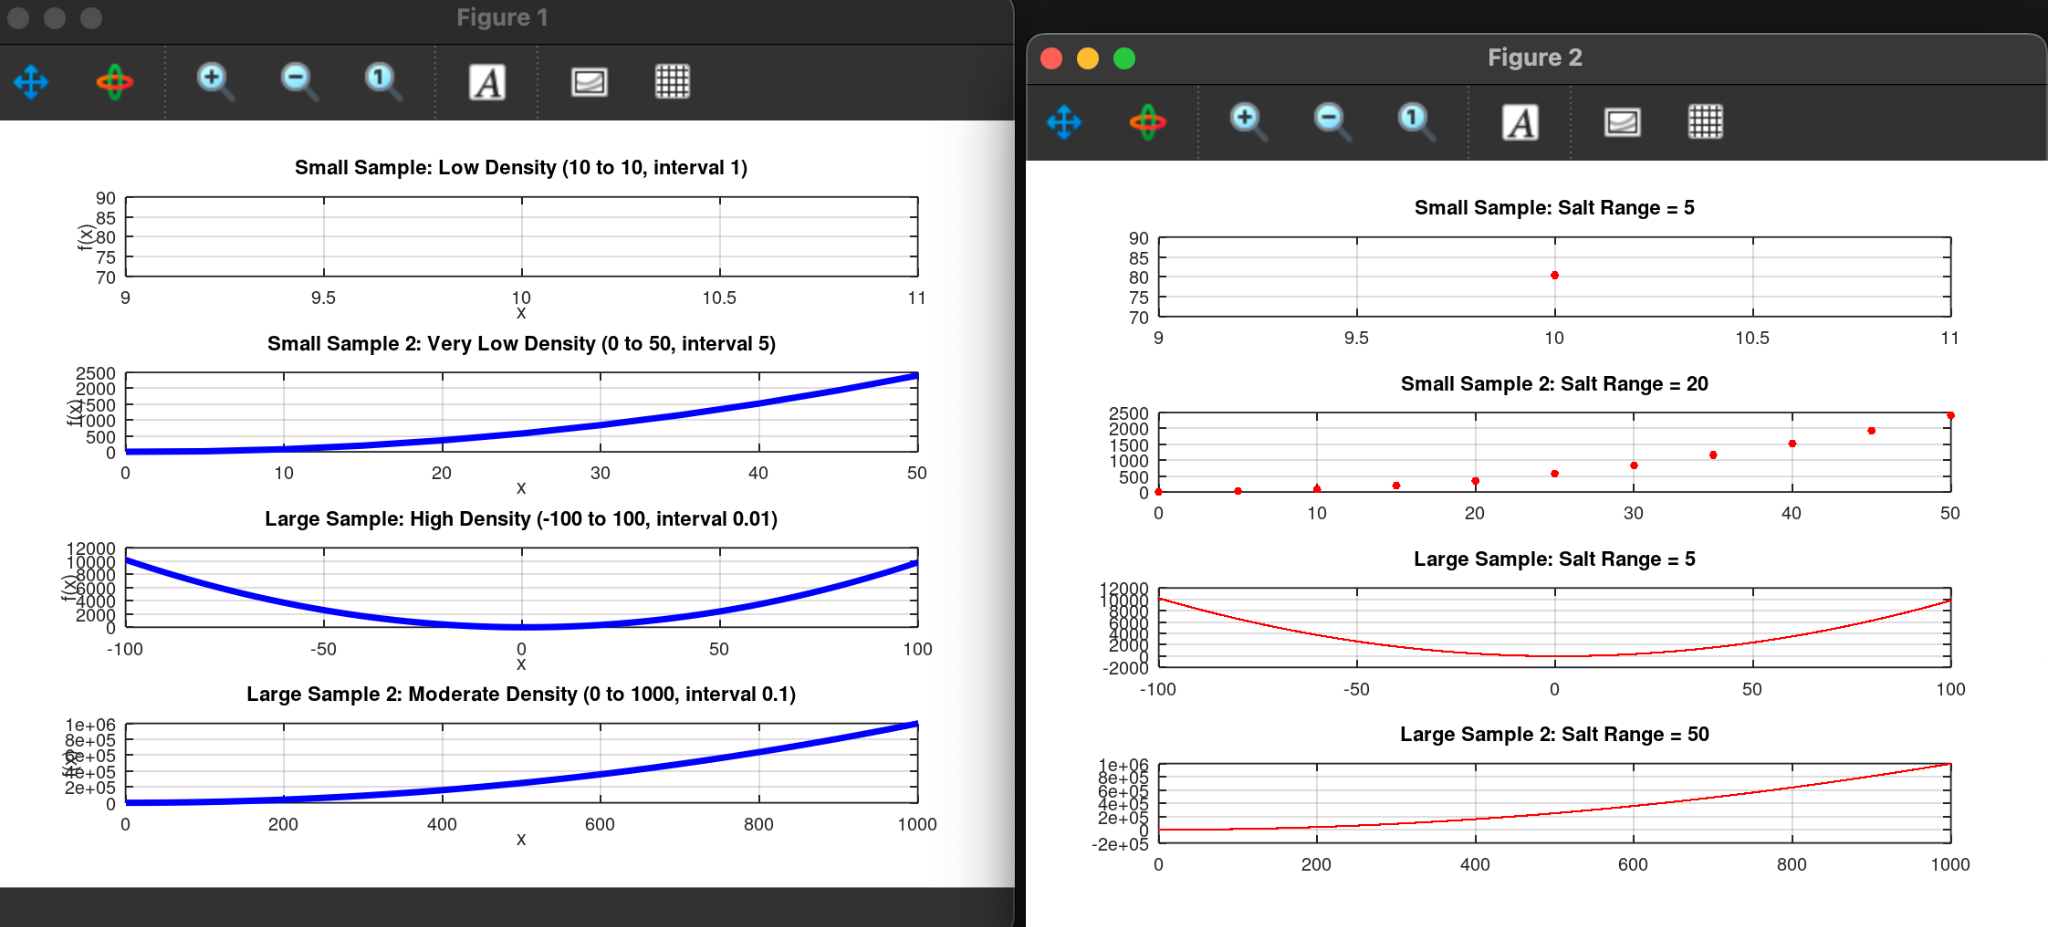 Figure 1
A
Small Sample: Low Density (10 to 10, interval 1)
90
85
80
75
70
f(x)
9 9.5 10 10.5 11
x
Small Sample 2: Very Low Density (0 to 50, interval 5)
2500
2000
1500
1000
500
0
f(x)
0 10 20 30 40 50
x
Large Sample: High Density (-100 to 100, interval 0.01)
12000
10000
8000
6000
4000
2000
0
f(x)
-100 -50 0 50 100
x
Large Sample 2: Moderate Density (0 to 1000, interval 0.1)
1e+06
8e+05
6e+05
4e+05
2e+05
0
f(x)
0 200 400 600 800 1000
x
Figure 2
A
Small Sample: Salt Range = 5
90
85
80
75
70
9 9.5 10 10.5 11
Small Sample 2: Salt Range = 20
2500
2000
1500
1000
500
0
0 10 20 30 40 50
Large Sample: Salt Range = 5
12000
10000
8000
6000
4000
2000
0
-2000
-100 -50 0 50 100
Large Sample 2: Salt Range = 50
1e+06
8e+05
6e+05
4e+05
2e+05
0
-2e+05
0 200 400 600 800 1000